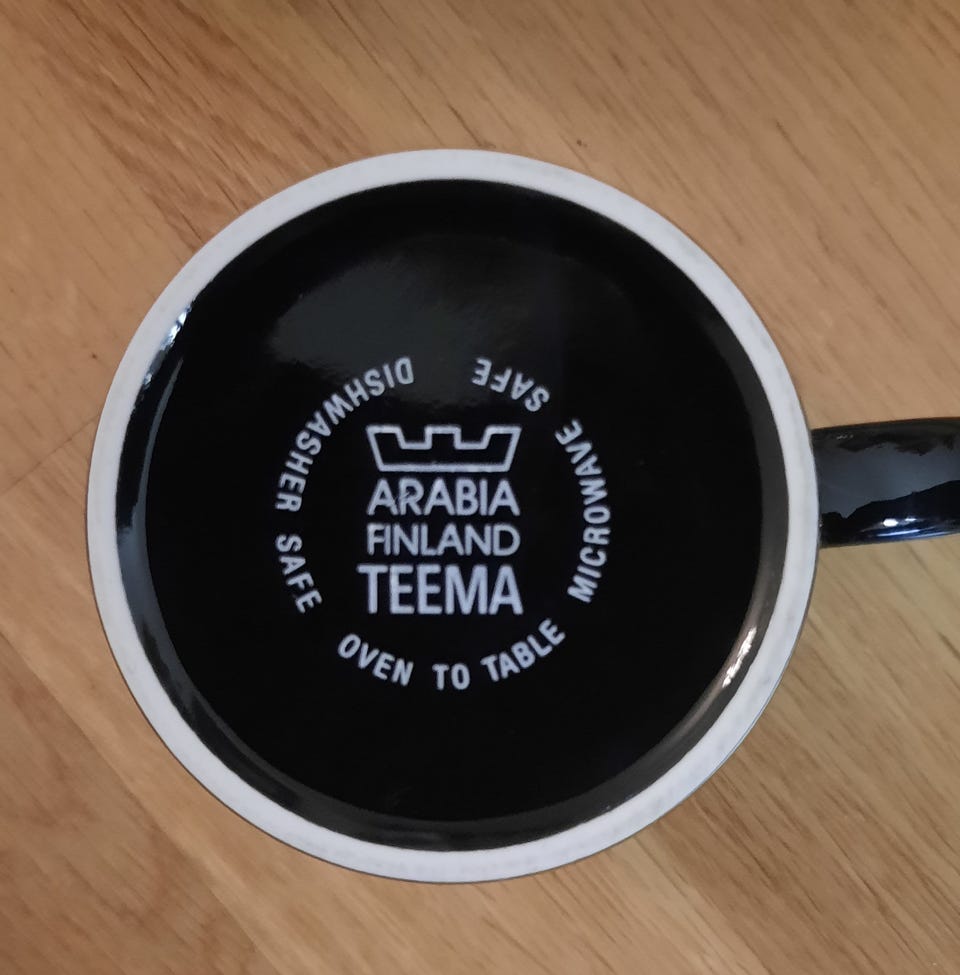 ARABIA
FINLAND
TEEMA
DISHWASHER SAFE OVEN TO TABLE MICROWAVE SAFE